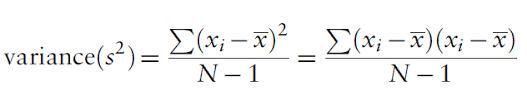 variance(s²) = ∑(xᵢ – x̅)² / N – 1 = ∑(xᵢ – x̅)(xᵢ – x̅) / N – 1